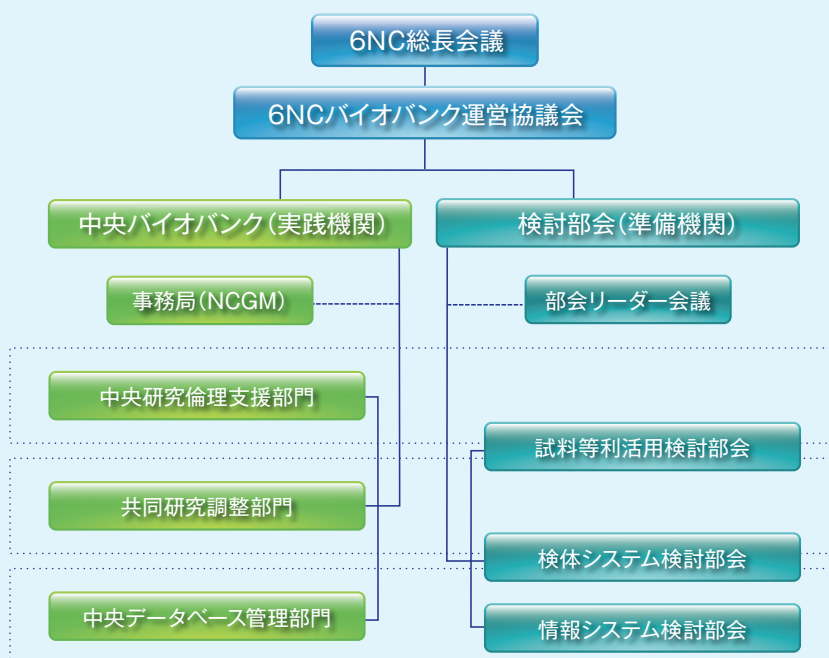 6NC総長会議
6NCバイオバンク運営協議会
中央バイオバンク(実践機関)
検討部会(準備機関)
事務局(NCGM)
部会リーダー会議
中央研究倫理支援部門
試料等利活用検討部会
共同研究調整部門
検体システム検討部会
中央データベース管理部門
情報システム検討部会